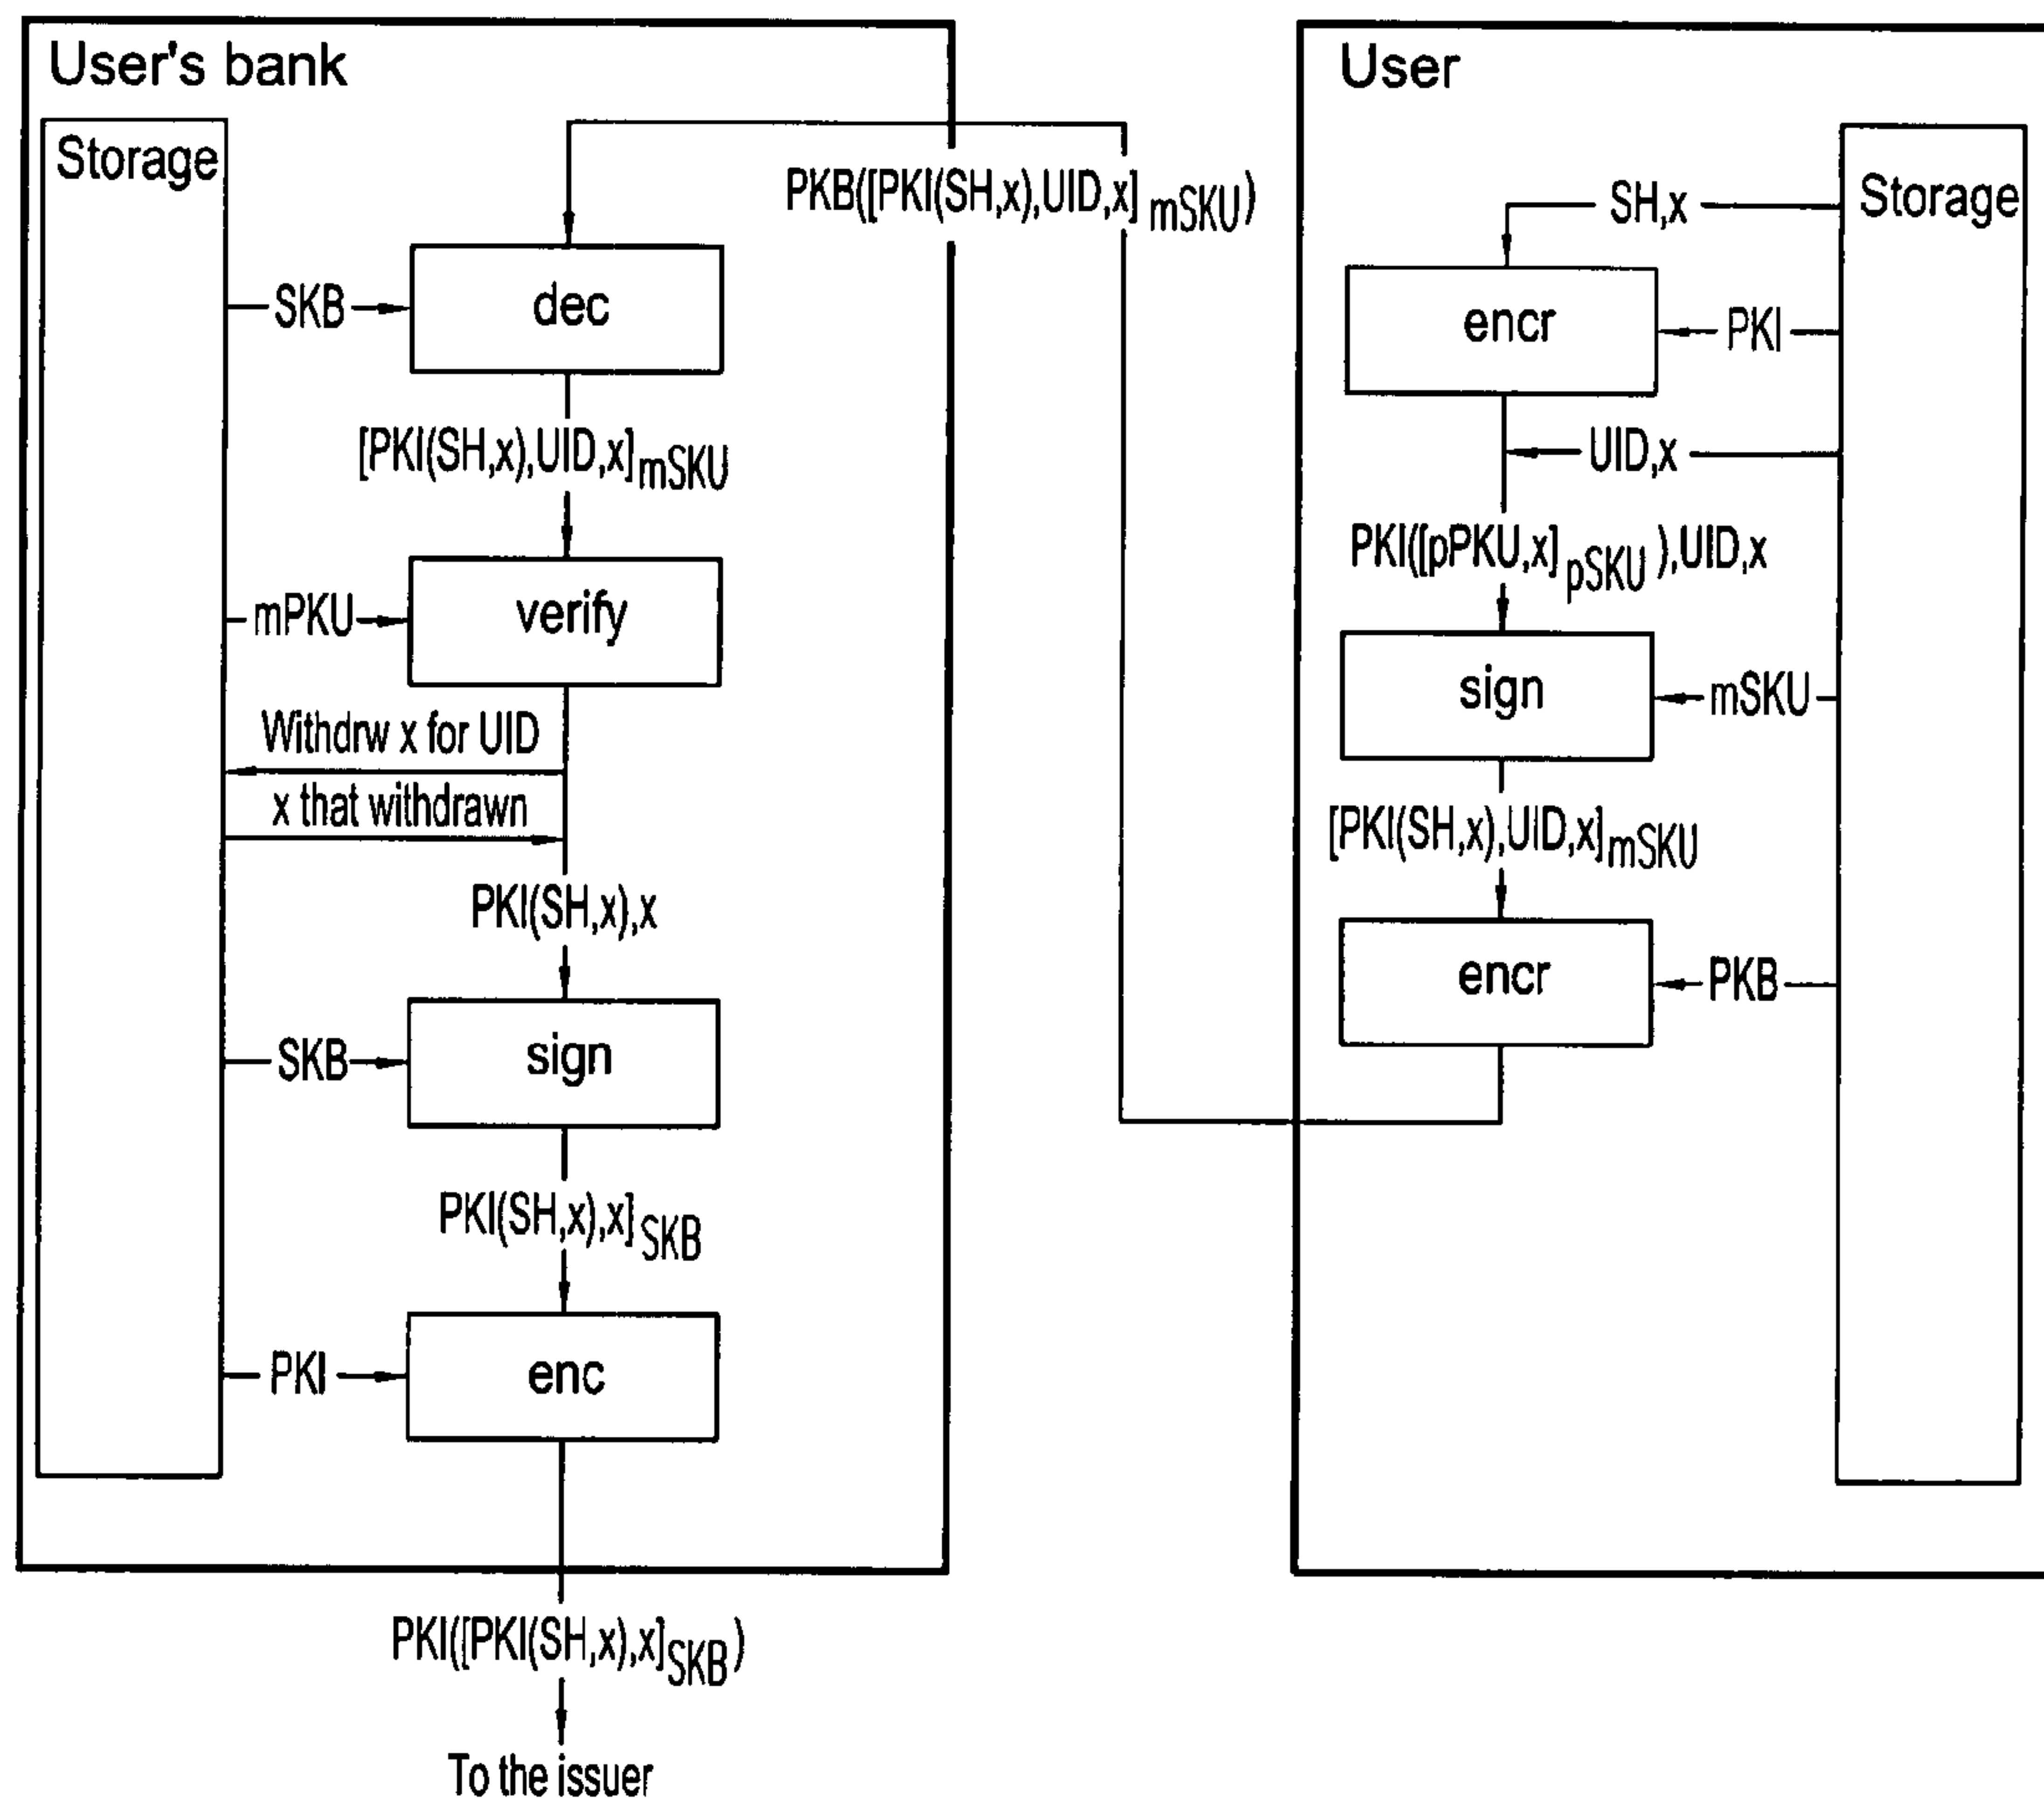 User's bank
Storage
PKB([PKI(SH,x),UID,x] mSKU)
SKB
dec
[PKI(SH,x),UID,x]mSKU
mPKU
verify
Withdrw x for UID
x that withdrawn
PKI(SH,x),x
SKB
sign
PKI(SH,x),x]SKB
PKI
enc
PKI([PKI(SH,x),x]SKB)
To the issuer
User
Storage
SH,x
encr
PKI
UID,x
PKI([pPKU,x]pSKU),UID,x
sign
mSKU
[PKI(SH,x),UID,x]mSKU
encr
PKB